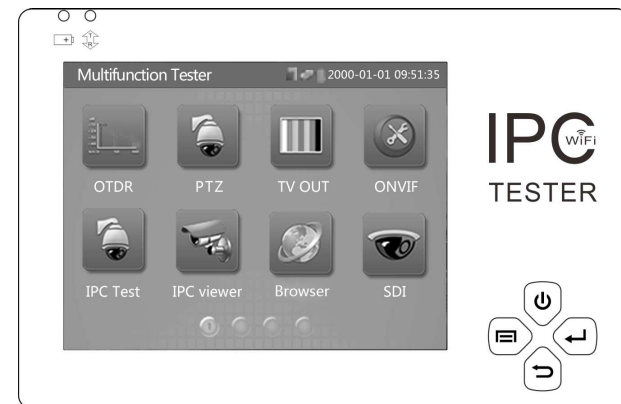 T
R
Multifunction Tester 2000-01-01 09:51:35
OTDR PTZ TV OUT ONVIF
IPC Test IPC viewer Browser SDI
1
IPC
WiFi
TESTER